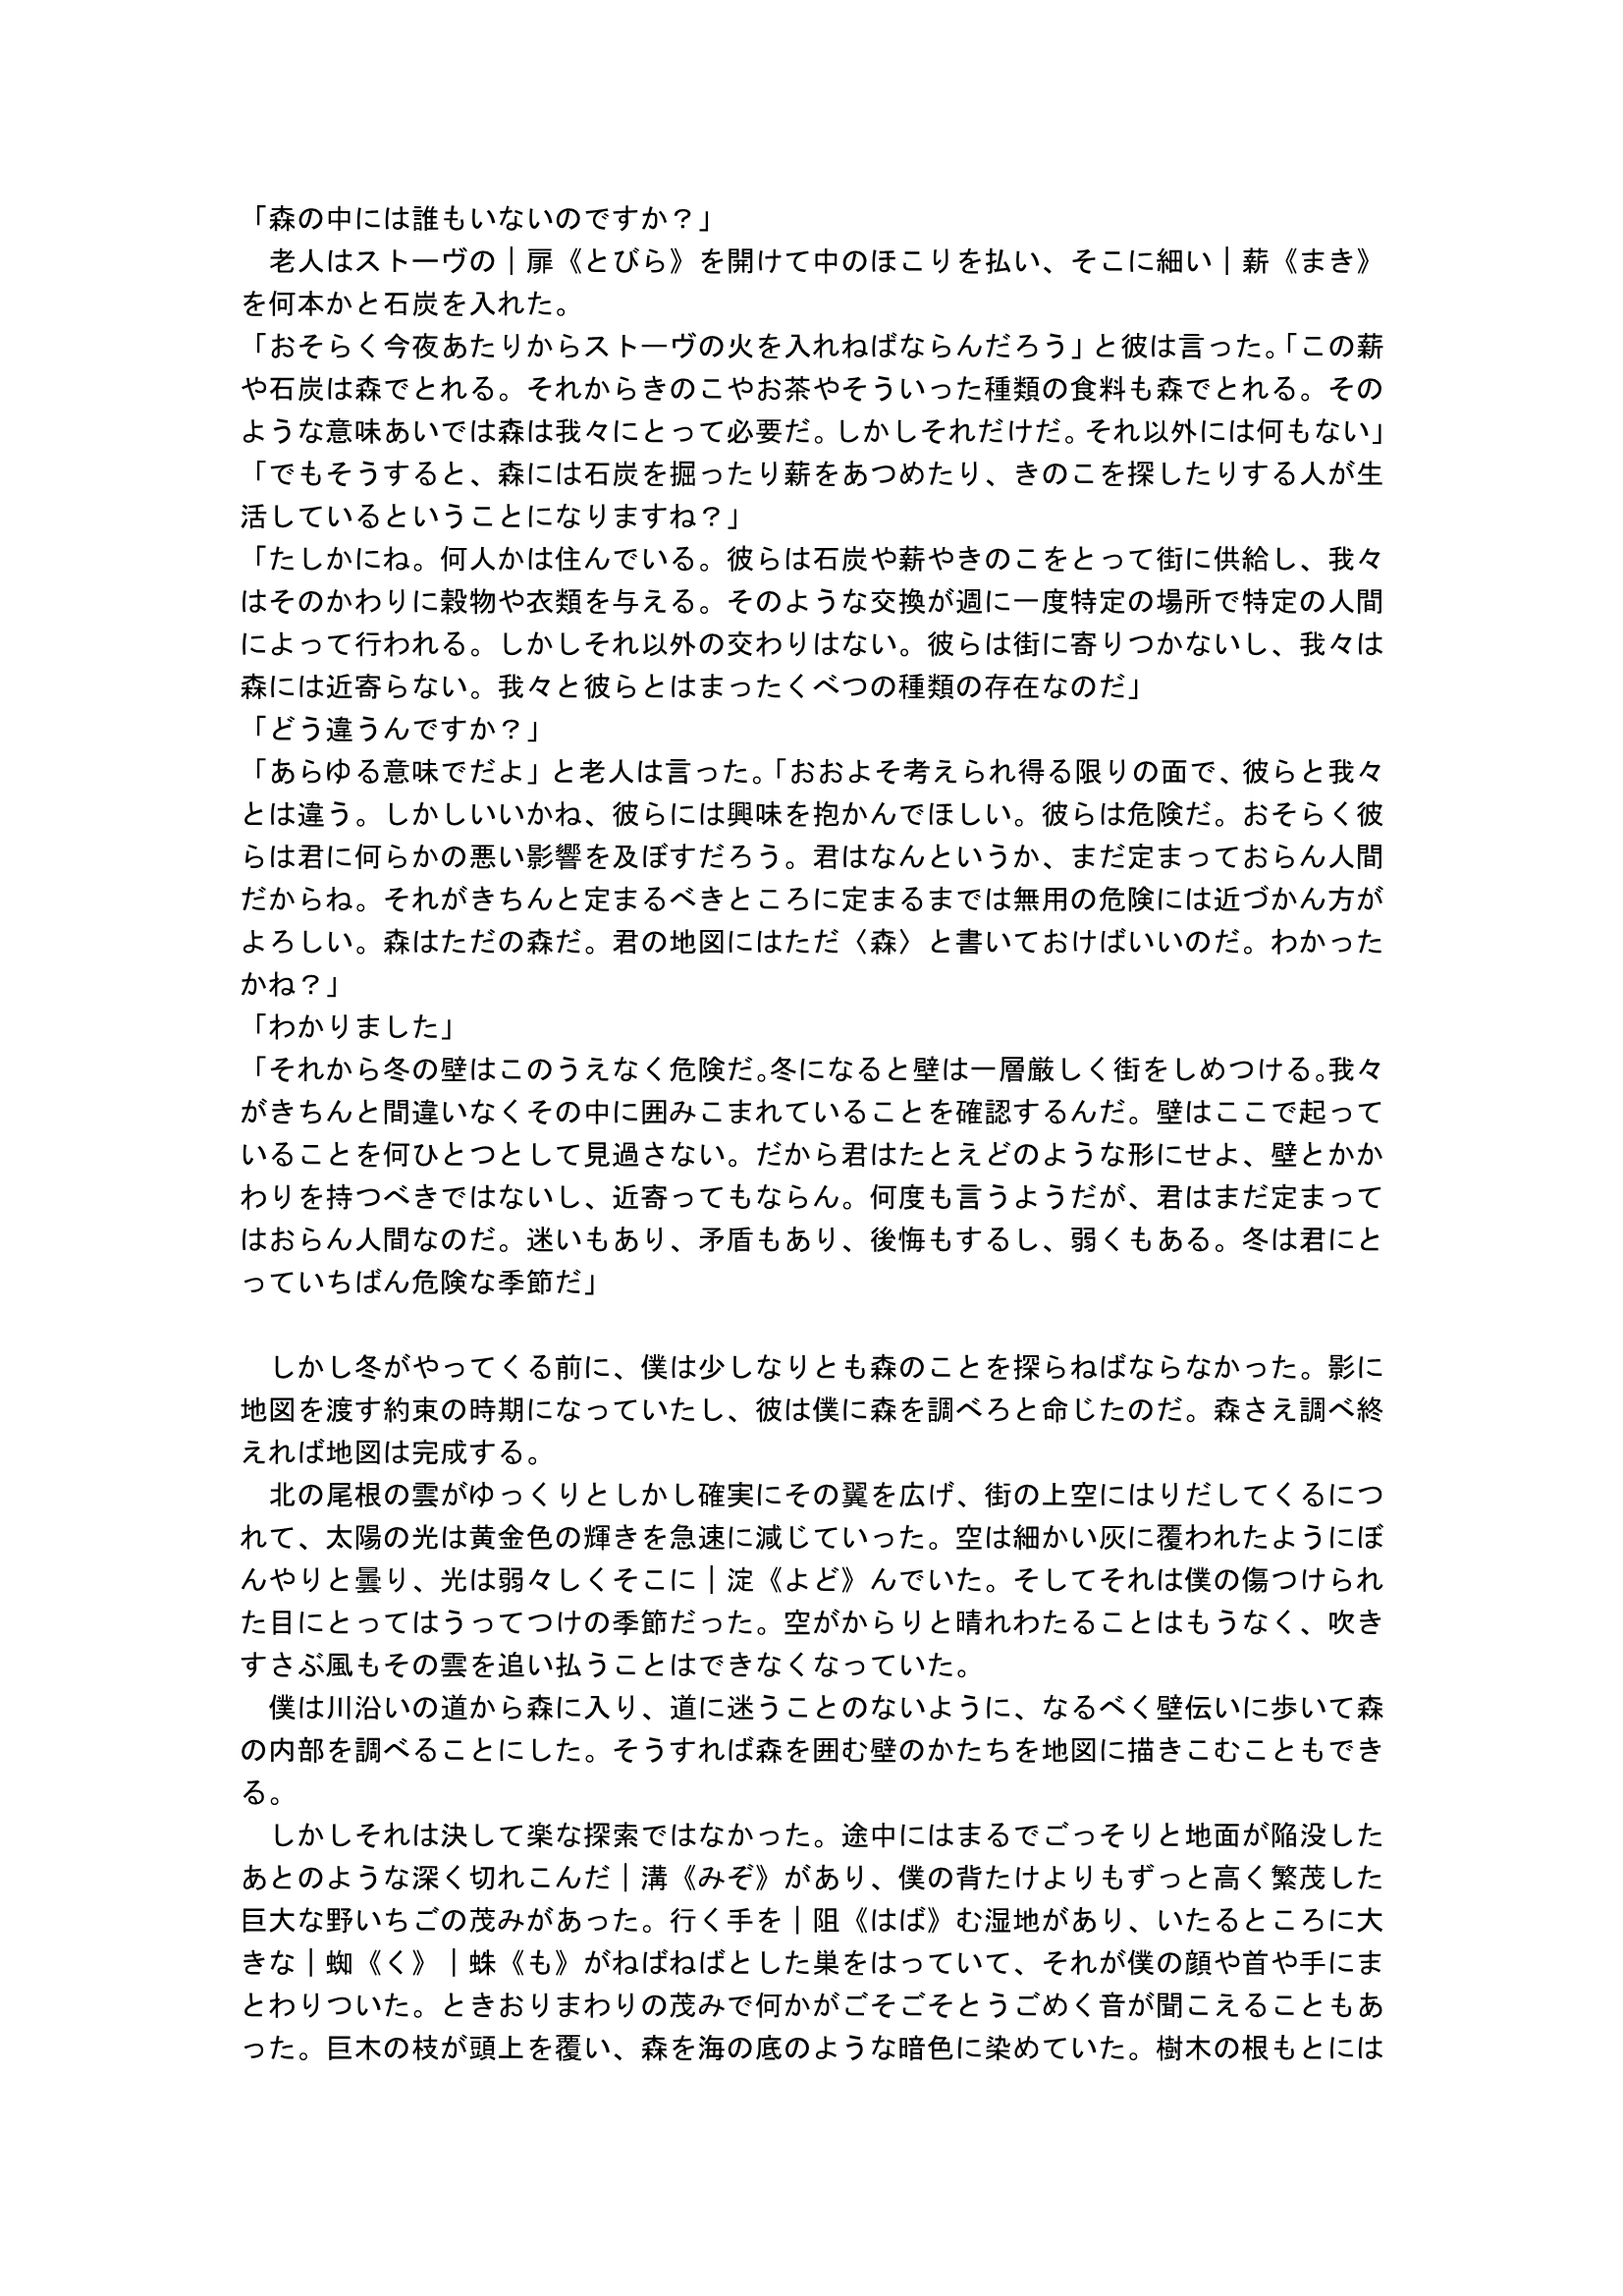 「森の中には誰もいないのですか？」
　老人はストーヴの｜扉《とびら》を開けて中のほこりを払い、そこに細い｜薪《まき》
を何本かと石炭を入れた。
「おそらく今夜あたりからストーヴの火を入れねばならんだろう」と彼は言った。「この薪
や石炭は森でとれる。それからきのこやお茶やそういった種類の食料も森でとれる。その
ような意味あいでは森は我々にとって必要だ。しかしそれだけだ。それ以外には何もない」
「でもそうすると、森には石炭を掘ったり薪をあつめたり、きのこを探したりする人が生
活しているということになりますね？」
「たしかにね。何人かは住んでいる。彼らは石炭や薪やきのこをとって街に供給し、我々
はそのかわりに穀物や衣類を与える。そのような交換が週に一度特定の場所で特定の人間
によって行われる。しかしそれ以外の交わりはない。彼らは街に寄りつかないし、我々は
森には近寄らない。我々と彼らとはまったくべつの種類の存在なのだ」
「どう違うんですか？」
「あらゆる意味でだよ」と老人は言った。「おおよそ考えられ得る限りの面で、彼らと我々
とは違う。しかしいいかね、彼らには興味を抱かんでほしい。彼らは危険だ。おそらく彼
らは君に何らかの悪い影響を及ぼすだろう。君はなんというか、まだ定まっておらん人間
だからね。それがきちんと定まるべきところに定まるまでは無用の危険には近づかん方が
よろしい。森はただの森だ。君の地図にはただ〈森〉と書いておけばいいのだ。わかった
かね？」
「わかりました」
「それから冬の壁はこのうえなく危険だ。冬になると壁は一層厳しく街をしめつける。我々
がきちんと間違いなくその中に囲みこまれていることを確認するんだ。壁はここで起って
いることを何ひとつとして見過さない。だから君はたとえどのような形にせよ、壁とかか
わりを持つべきではないし、近寄ってもならん。何度も言うようだが、君はまだ定まって
はおらん人間なのだ。迷いもあり、矛盾もあり、後悔もするし、弱くもある。冬は君にと
っていちばん危険な季節だ」

　しかし冬がやってくる前に、僕は少しなりとも森のことを探らねばならなかった。影に
地図を渡す約束の時期になっていたし、彼は僕に森を調べろと命じたのだ。森さえ調べ終
えれば地図は完成する。
　北の尾根の雲がゆっくりとしかし確実にその翼を広げ、街の上空にはりだしてくるにつ
れて、太陽の光は黄金色の輝きを急速に減じていった。空は細かい灰に覆われたようにぼ
んやりと曇り、光は弱々しくそこに｜淀《よど》んでいた。そしてそれは僕の傷つけられ
た目にとってはうってつけの季節だった。空がからりと晴れわたることはもうなく、吹き
すさぶ風もその雲を追い払うことはできなくなっていた。
　僕は川沿いの道から森に入り、道に迷うことのないように、なるべく壁伝いに歩いて森
の内部を調べることにした。そうすれば森を囲む壁のかたちを地図に描きこむこともでき
る。
　しかしそれは決して楽な探索ではなかった。途中にはまるでごっそりと地面が陥没した
あとのような深く切れこんだ｜溝《みぞ》があり、僕の背たけよりもずっと高く繁茂した
巨大な野いちごの茂みがあった。行く手を｜阻《はば》む湿地があり、いたるところに大
きな｜蜘《く》｜蛛《も》がねばねばとした巣をはっていて、それが僕の顔や首や手にま
とわりついた。ときおりまわりの茂みで何かがごそごそとうごめく音が聞こえることもあ
った。巨木の枝が頭上を覆い、森を海の底のような暗色に染めていた。樹木の根もとには